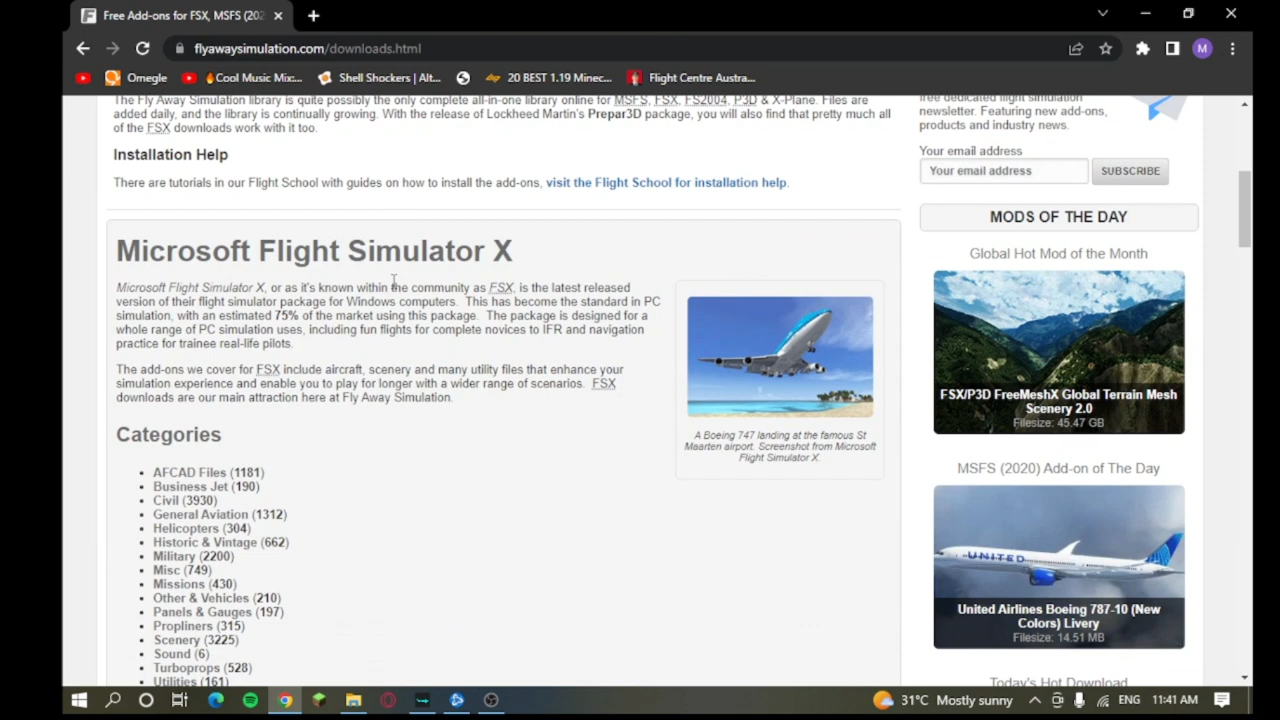 Free Add-ons for FSX, MSFS (202
flyawaysimulation.com/downloads.html
M
Omegle
Cool Music Mix:...
Shell Shockers | Alt...
20 BEST 1.19 Minec...
Flight Centre Austra...
The Fly Away Simulation library is quite possibly the only complete all-in-one library online for MSFS, FSX, FS2004, P3D & X-Plane. Files are
added daily, and the library is continually growing. With the release of Lockheed Martin's Prepar3D package, you will also find that pretty much all
of the FSX downloads work with it too.
Installation Help
There are tutorials in our Flight School with guides on how to install the add-ons, visit the Flight School for installation help.
Microsoft Flight Simulator X
Microsoft Flight Simulator X, or as it's known within the community as FSX, is the latest released
version of their flight simulator package for Windows computers. This has become the standard in PC
simulation, with an estimated 75% of the market using this package. The package is designed for a
whole range of PC simulation uses, including fun flights for complete novices to IFR and navigation
practice for trainee real-life pilots.
The add-ons we cover for FSX include aircraft, scenery and many utility files that enhance your
simulation experience and enable you to play for longer with a wider range of scenarios. FSX
downloads are our main attraction here at Fly Away Simulation.
A Boeing 747 landing at the famous St
Maarten airport. Screenshot from Microsoft
Flight Simulator X.
Categories
AFCAD Files (1181)
Business Jet (190)
Civil (3930)
General Aviation (1312)
Helicopters (304)
Historic & Vintage (662)
Military (2200)
Misc (749)
Missions (430)
Other & Vehicles (210)
Panels & Gauges (197)
Propliners (315)
Scenery (3225)
Sound (6)
Turboprops (528)
Utilities (161)
free dedicated flight simulation
newsletter. Featuring new add-ons,
products and industry news.
Your email address
Your email address
SUBSCRIBE
MODS OF THE DAY
Global Hot Mod of the Month
FSX/P3D FreeMeshX Global Terrain Mesh
Scenery 2.0
Filesize: 45.47 GB
MSFS (2020) Add-on of The Day
UNITED
United Airlines Boeing 787-10 (New
Colors) Livery
Filesize: 14.51 MB
Today's Hot Download
31°C Mostly sunny
ENG
11:41 AM